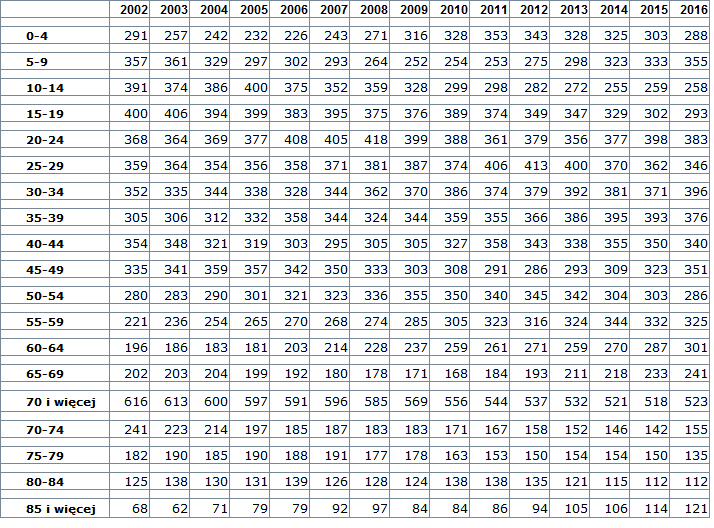 2002 2003 2004 2005 2006 2007 2008 2009 2010 2011 2012 2013 2014 2015 2016
0-4 291 257 242 232 226 243 271 316 328 353 343 328 325 303 288
5-9 357 361 329 297 302 293 264 252 254 253 275 298 323 333 355
10-14 391 374 386 400 375 352 359 328 299 298 282 272 255 259 258
15-19 400 406 394 399 383 395 375 376 389 374 349 347 329 302 293
20-24 368 364 369 377 408 405 418 399 388 361 379 356 377 398 383
25-29 359 364 354 356 358 371 381 387 374 406 413 400 370 362 346
30-34 352 335 344 338 328 344 362 370 386 374 379 392 381 371 396
35-39 305 306 312 332 358 344 324 344 359 355 366 386 395 393 376
40-44 354 348 321 319 303 295 305 305 327 358 343 338 355 350 340
45-49 335 341 359 357 342 350 333 303 308 291 286 293 309 323 351
50-54 280 283 290 301 321 323 336 355 350 340 345 342 304 303 286
55-59 221 236 254 265 270 268 274 285 305 323 316 324 344 332 325
60-64 196 186 183 181 203 214 228 237 259 261 271 259 270 287 301
65-69 202 203 204 199 192 180 178 171 168 184 193 211 218 233 241
70 i więcej 616 613 600 597 591 596 585 569 556 544 537 532 521 518 523
70-74 241 223 214 197 185 187 183 183 171 167 158 152 146 142 155
75-79 182 190 185 190 188 191 177 178 163 153 150 154 154 150 135
80-84 125 138 130 131 139 126 128 124 138 138 135 121 115 112 112
85 i więcej 68 62 71 79 79 92 97 84 84 86 94 105 106 114 121